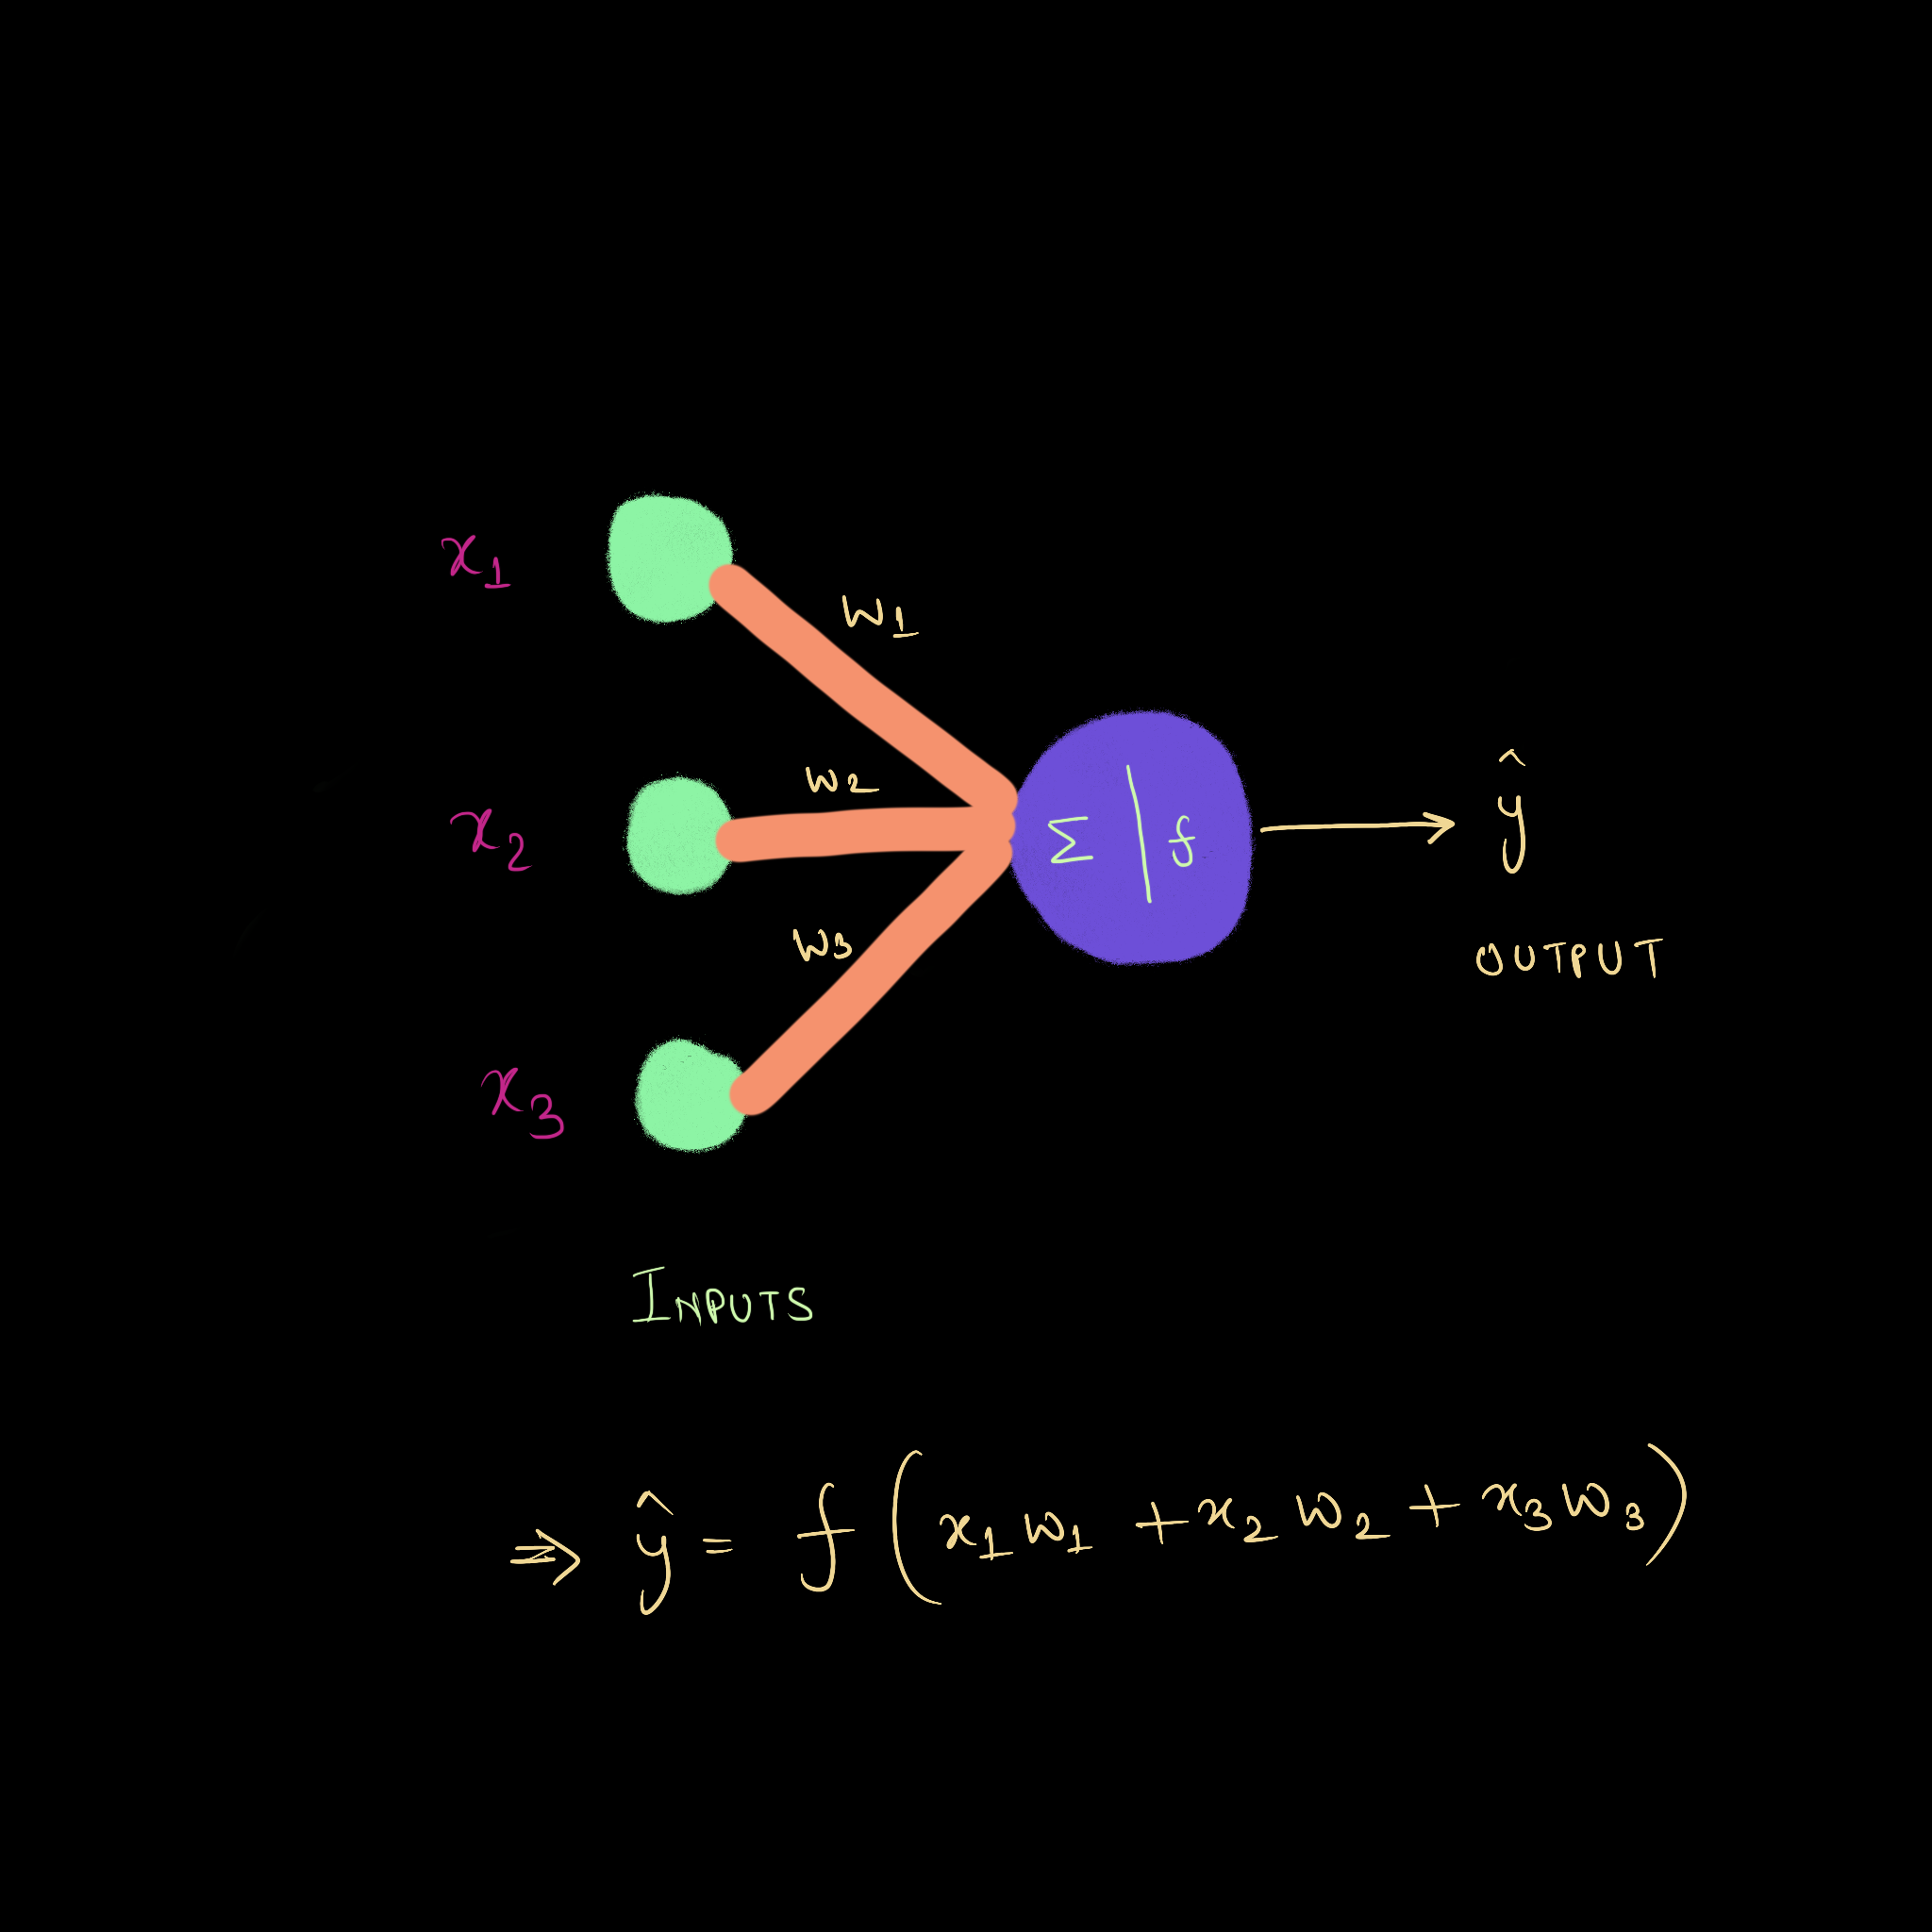 x₁
W₁
W₂
x₂
Σ | f
ŷ
W₃
OUTPUT
x₃
INPUTS
⇒ ŷ = f (x₁w₁ + x₂w₂ + x₃w₃)